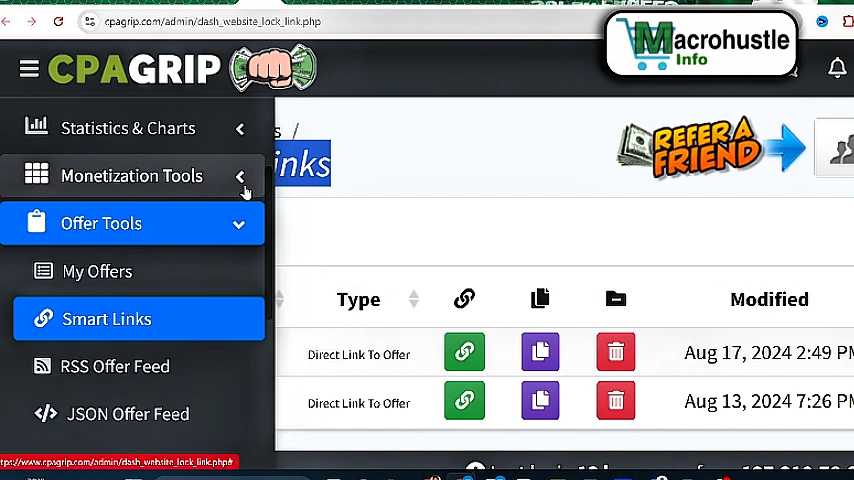 cpagrip.com/admin/dash_website_lock_link.php
Macrohustle
Info
CPAGRIP
Statistics & Charts
s /
REFER A
FRIEND
Monetization Tools
inks
Offer Tools
My Offers
Type
Modified
Smart Links
RSS Offer Feed
Direct Link To Offer
Aug 17, 2024 2:49 PM
JSON Offer Feed
Direct Link To Offer
Aug 13, 2024 7:26 PM
tps://www.cpagrip.com/admin/dash_website_lock_link.php#